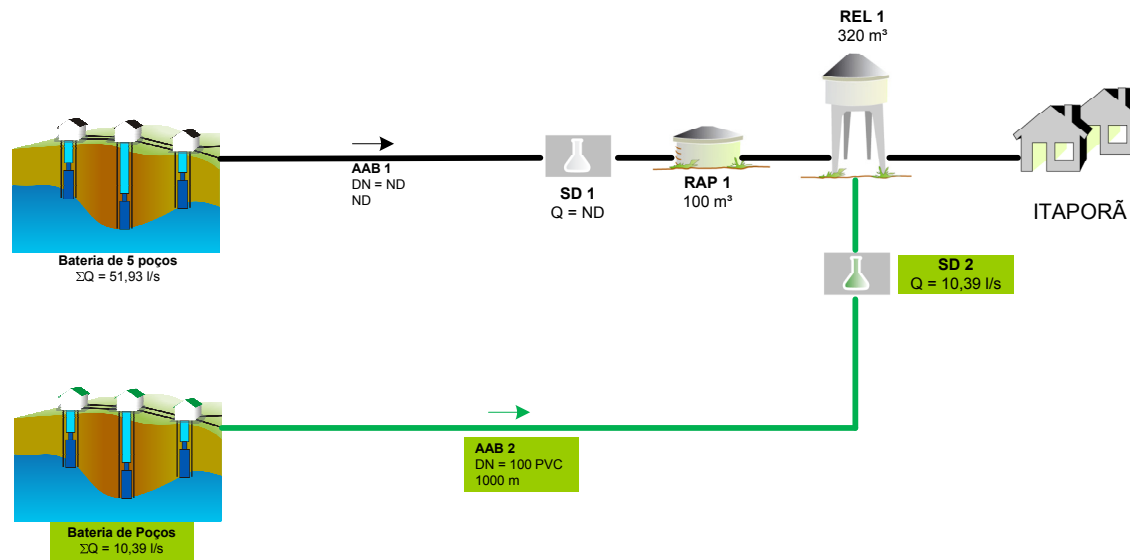 REL 1
320 m³
AAB 1
DN = ND
ND
SD 1
Q = ND
RAP 1
100 m³
ITAPORÃ
Bateria de 5 poços
ΣQ = 51,93 l/s
SD 2
Q = 10,39 l/s
AAB 2
DN = 100 PVC
1000 m
Bateria de Poços
ΣQ = 10,39 l/s